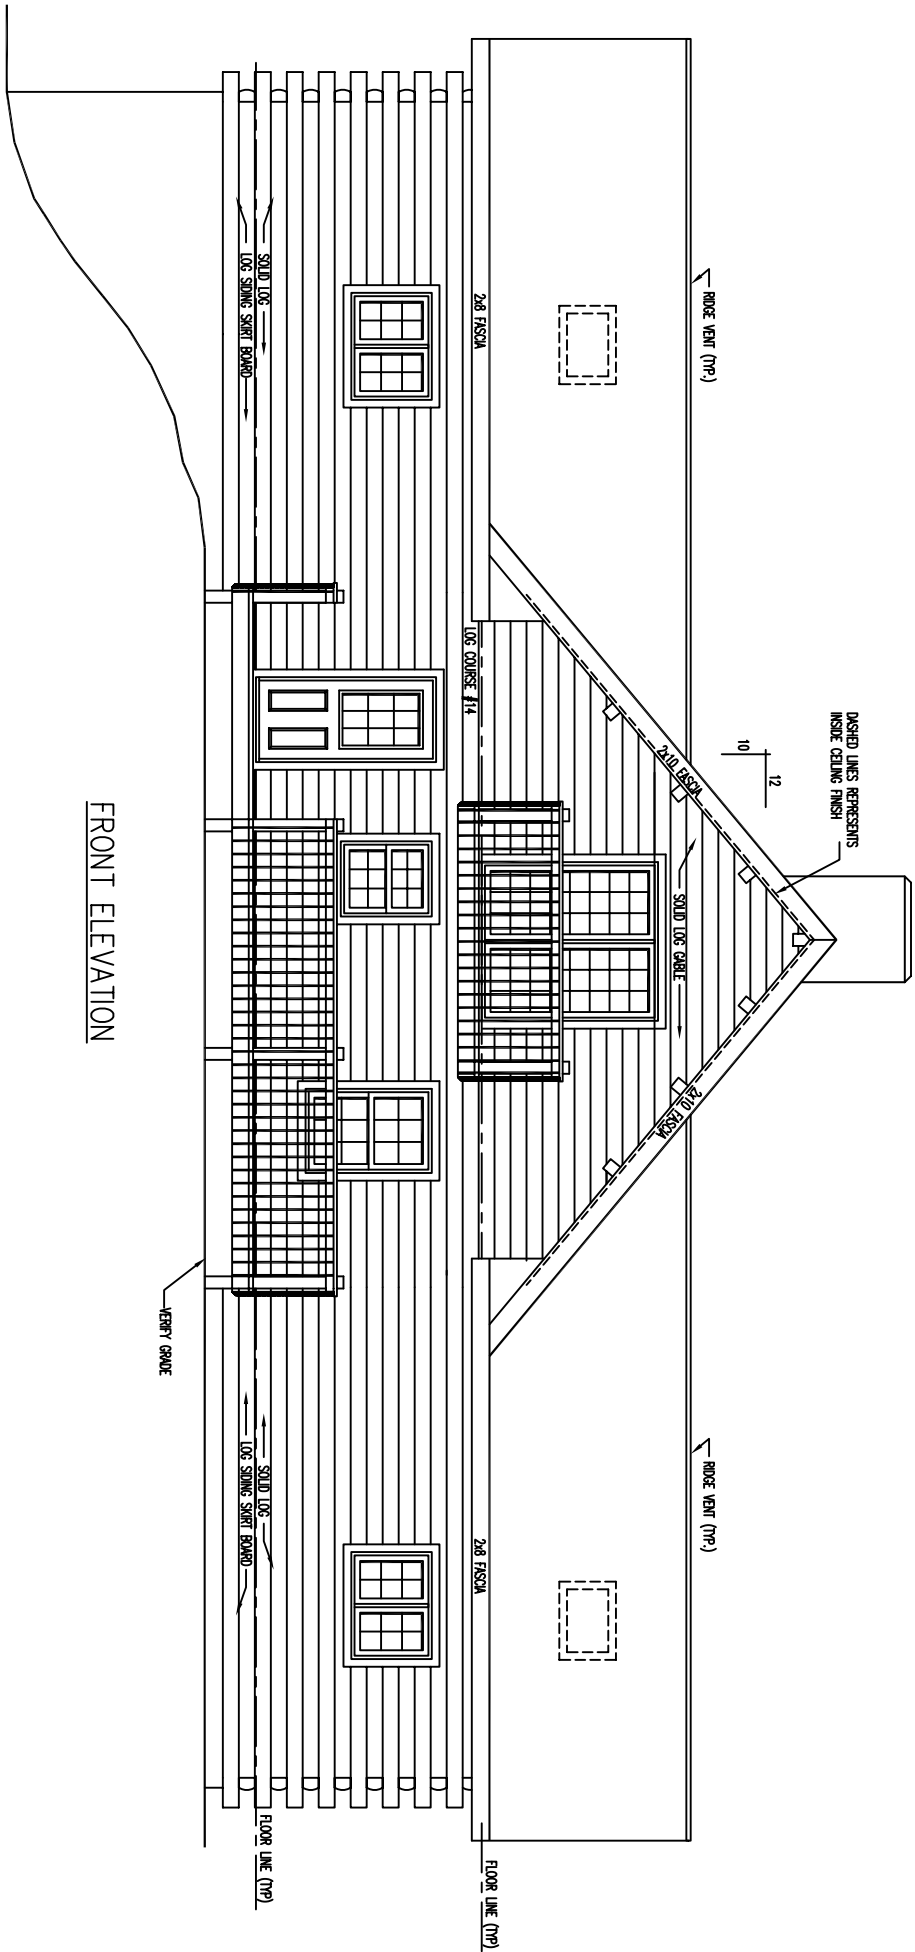 DASHED LINES REPRESENTS
INSIDE CEILING FINISH
12
10
RIDGE VENT (TYP.)
RIDGE VENT (TYP.)
2x10 FASCIA
2x10 FASCIA
SOLID LOG GABLE
2x8 FASCIA
2x8 FASCIA
FLOOR LINE (TYP)
LOG COURSE #14
SOLID LOG
LOG SIDING SKIRT BOARD
SOLID LOG
LOG SIDING SKIRT BOARD
FLOOR LINE (TYP)
VERIFY GRADE
FRONT ELEVATION